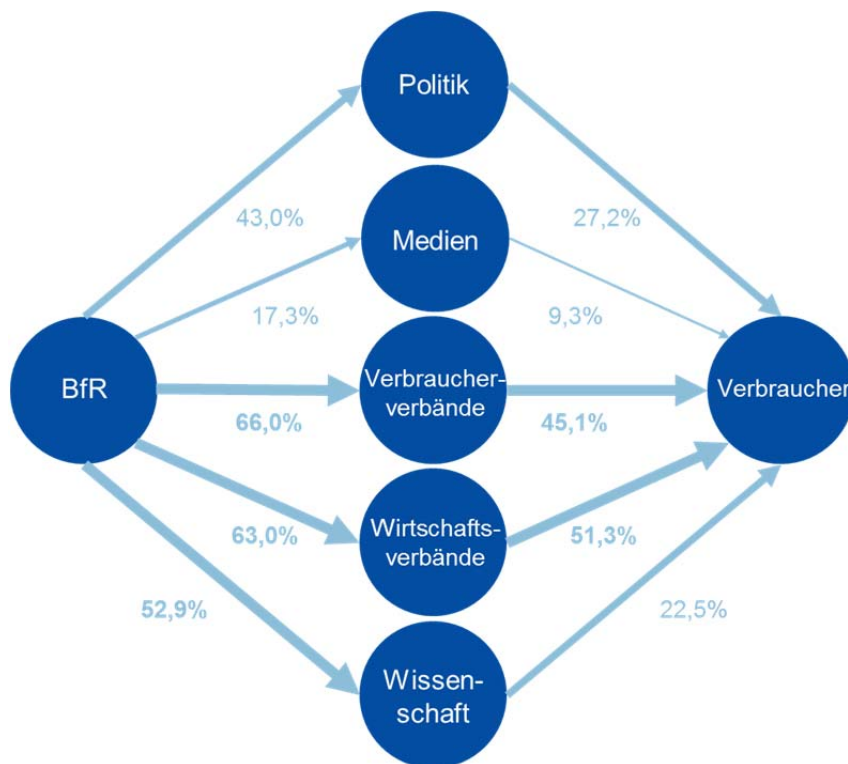 Politik
43,0%
27,2%
Medien
17,3%
9,3%
BfR
Verbraucher-
verbände
Verbraucher
66,0%
45,1%
Wirtschafts-
verbände
63,0%
51,3%
52,9%
22,5%
Wissen-
schaft